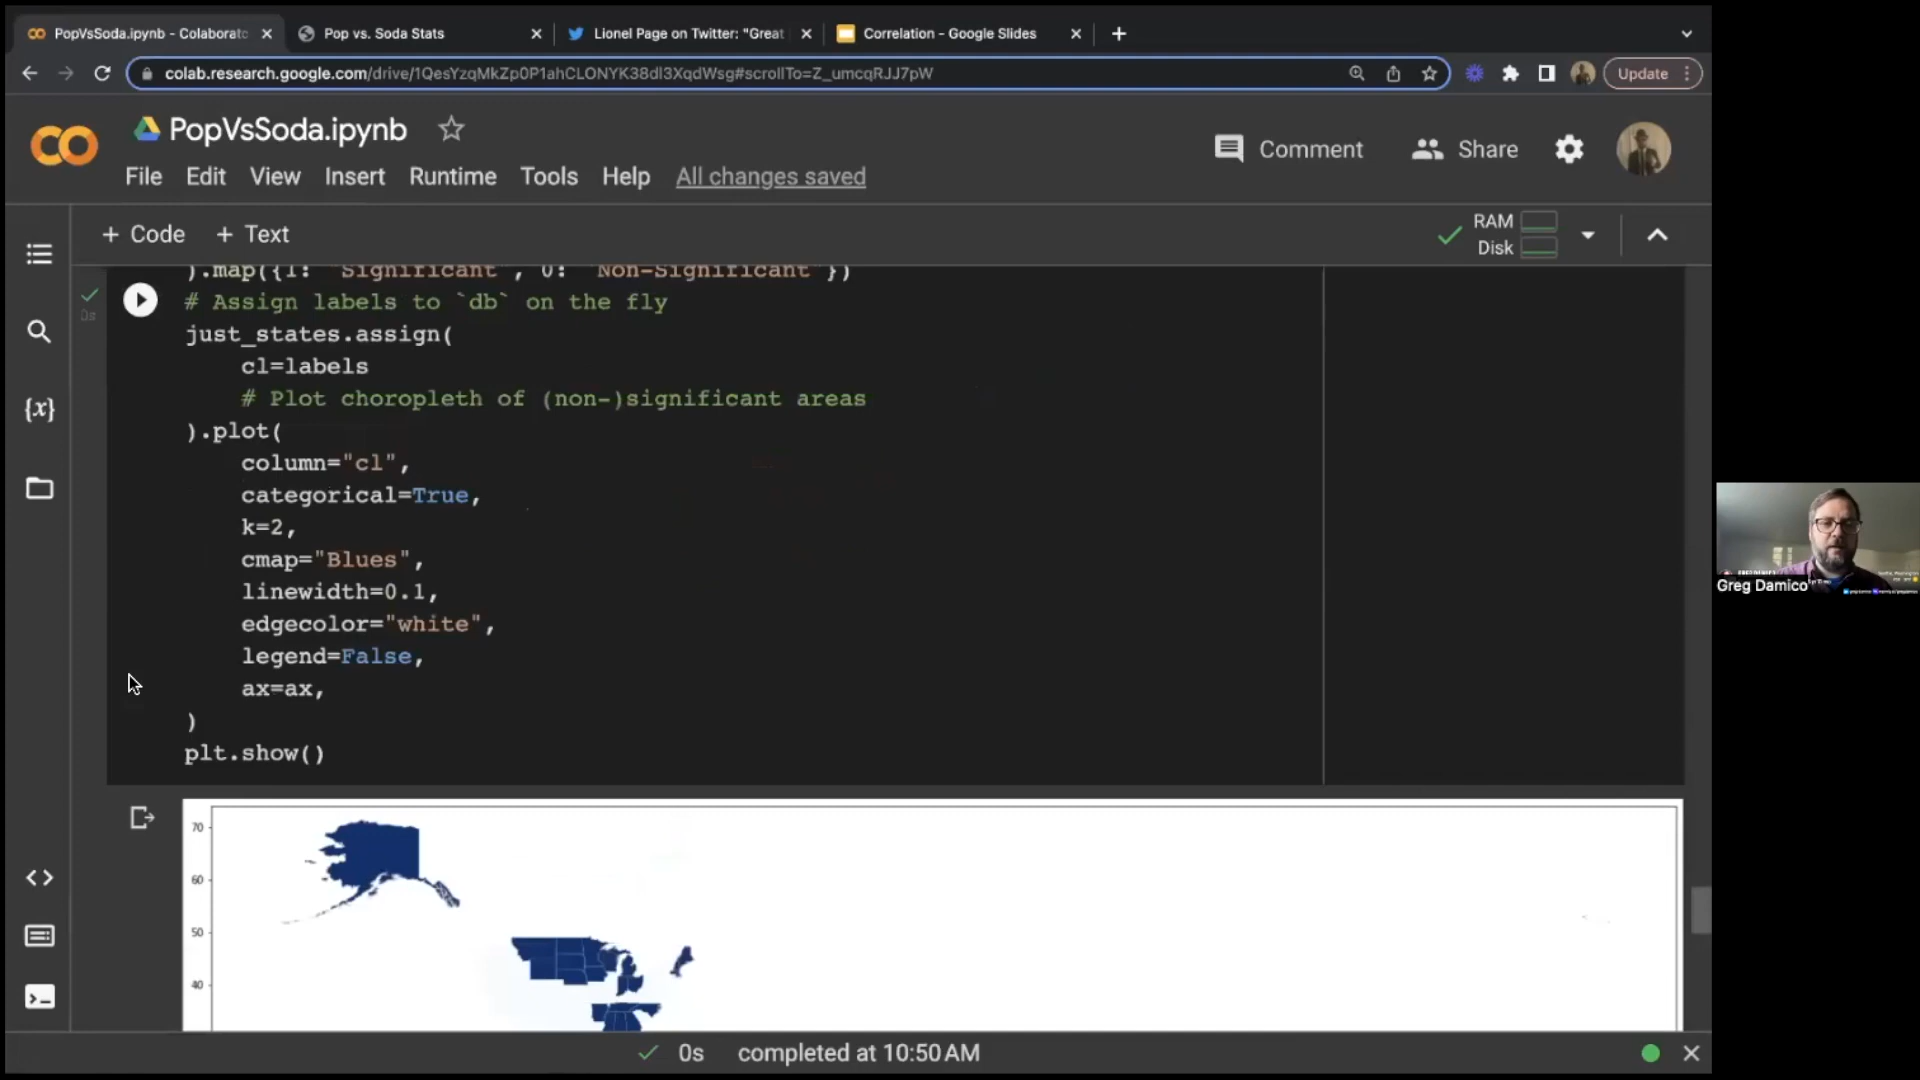 PopVsSoda.ipynb - Colaborato
Pop vs. Soda Stats
Lionel Page on Twitter: "Great
Correlation - Google Slides
colab.research.google.com/drive/1QesYzqMkZp0P1ahCLONYK38dl3XqdWsg#scrollTo=Z_umcqRJJ7pW
Update
PopVsSoda.ipynb
Comment
Share
File Edit View Insert Runtime Tools Help All changes saved
+ Code + Text
RAM
Disk
).map({1: "Significant", 0: "Non-Significant"})
0s
# Assign labels to `db` on the fly
just_states.assign(
cl=labels
# Plot choropleth of (non-)significant areas
).plot(
column="cl",
categorical=True,
k=2,
cmap="Blues",
linewidth=0.1,
edgecolor="white",
legend=False,
ax=ax,
)
plt.show()
{x}
70
60
50
40
0s completed at 10:50 AM
Greg Damico